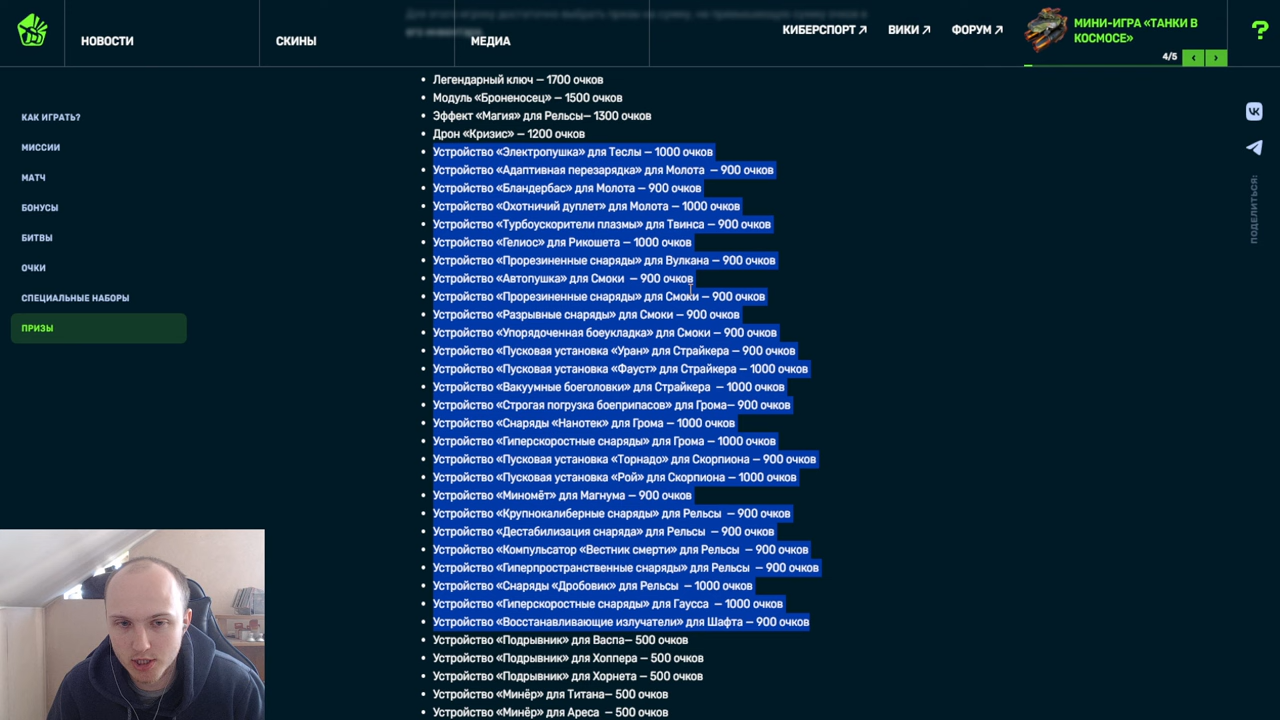 НОВОСТИ
СКИНЫ
МЕДИА
КИБЕРСПОРТ
ВИКИ
ФОРУМ
МИНИ-ИГРА «ТАНКИ В
КОСМОСЕ»
4/5
?
КАК ИГРАТЬ?
МИССИИ
МАТЧ
БОНУСЫ
БИТВЫ
ОЧКИ
СПЕЦИАЛЬНЫЕ НАБОРЫ
ПРИЗЫ
Легендарный ключ — 1700 очков
Модуль «Броненосец» — 1500 очков
Эффект «Магия» для Рельсы— 1300 очков
Дрон «Кризис» — 1200 очков
Устройство «Электропушка» для Теслы — 1000 очков
Устройство «Адаптивная перезарядка» для Молота — 900 очков
Устройство «Бландербас» для Молота — 900 очков
Устройство «Охотничий дуплет» для Молота — 1000 очков
Устройство «Турбоускорители плазмы» для Твинса — 900 очков
Устройство «Гелиос» для Рикошета — 1000 очков
Устройство «Прорезиненные снаряды» для Вулкана — 900 очков
Устройство «Автопушка» для Смоки — 900 очков
Устройство «Прорезиненные снаряды» для Смоки — 900 очков
Устройство «Разрывные снаряды» для Смоки — 900 очков
Устройство «Упорядоченная боеукладка» для Смоки — 900 очков
Устройство «Пусковая установка «Уран» для Страйкера — 900 очков
Устройство «Пусковая установка «Фауст» для Страйкера — 1000 очков
Устройство «Вакуумные боеголовки» для Страйкера — 1000 очков
Устройство «Строгая погрузка боеприпасов» для Грома— 900 очков
Устройство «Снаряды «Нанотек» для Грома — 1000 очков
Устройство «Гиперскоростные снаряды» для Грома — 1000 очков
Устройство «Пусковая установка «Торнадо» для Скорпиона — 900 очков
Устройство «Пусковая установка «Рой» для Скорпиона — 1000 очков
Устройство «Миномёт» для Магнума — 900 очков
Устройство «Крупнокалиберные снаряды» для Рельсы — 900 очков
Устройство «Дестабилизация снаряда» для Рельсы — 900 очков
Устройство «Компульсатор «Вестник смерти» для Рельсы — 900 очков
Устройство «Гиперпространственные снаряды» для Рельсы — 900 очков
Устройство «Снаряды «Дробовик» для Рельсы — 1000 очков
Устройство «Гиперскоростные снаряды» для Гаусса — 1000 очков
Устройство «Восстанавливающие излучатели» для Шафта — 900 очков
Устройство «Подрывник» для Васпа— 500 очков
Устройство «Подрывник» для Хоппера — 500 очков
Устройство «Подрывник» для Хорнета — 500 очков
Устройство «Минёр» для Титана— 500 очков
Устройство «Минёр» для Ареса — 500 очков
ПОДЕЛИТЬСЯ: